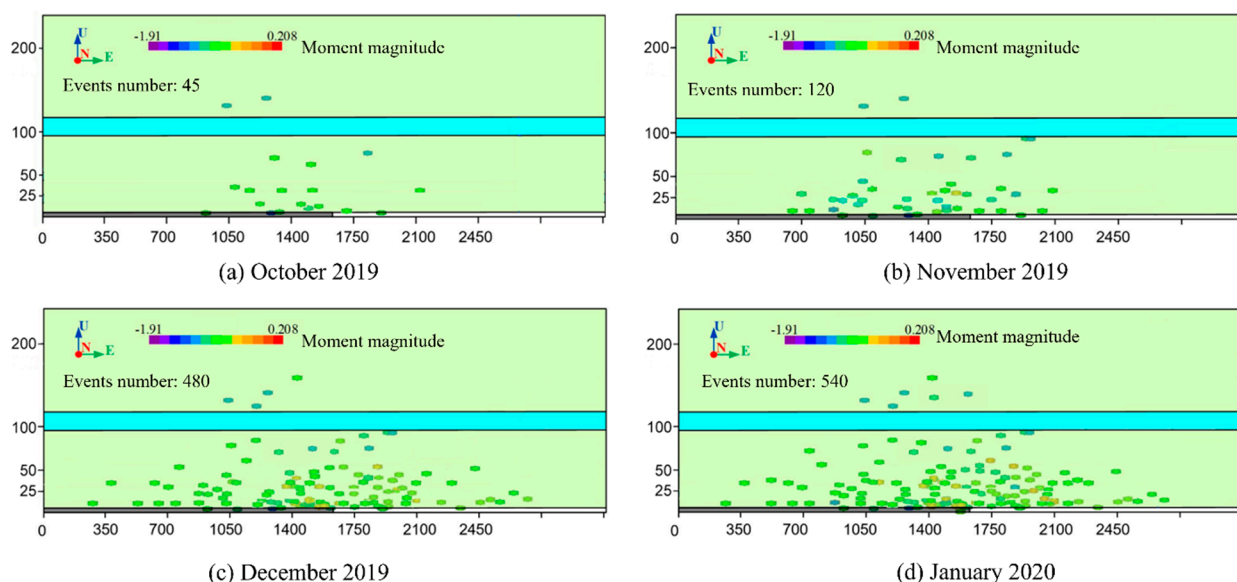 -1.91 0.208
U
N E
Moment magnitude
Events number: 45
200
100
50
25
0 350 700 1050 1400 1750 2100 2450
(a) October 2019
-1.91 0.208
U
N E
Moment magnitude
Events number: 120
200
100
50
25
0 350 700 1050 1400 1750 2100 2450
(b) November 2019
-1.91 0.208
U
N E
Moment magnitude
Events number: 480
200
100
50
25
0 350 700 1050 1400 1750 2100 2450
(c) December 2019
-1.91 0.208
U
N E
Moment magnitude
Events number: 540
200
100
50
25
0 350 700 1050 1400 1750 2100 2450
(d) January 2020